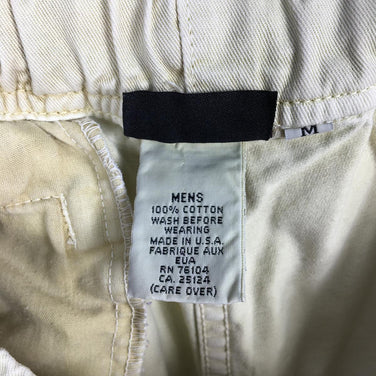 M
MENS
100% COTTON
WASH BEFORE
WEARING
MADE IN U.S.A.
FABRIQUE AUX
EUA
RN 76104
CA. 25124
(CARE OVER)